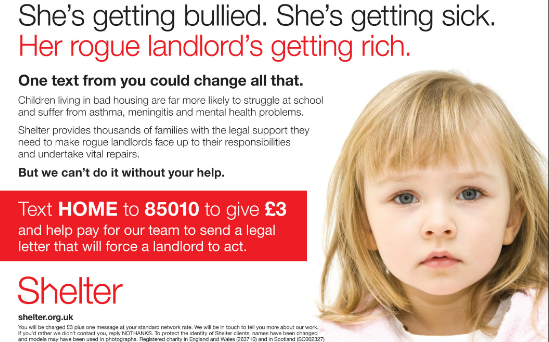 She's getting bullied. She's getting sick.
Her rogue landlord's getting rich.
One text from you could change all that.
Children living in bad housing are far more likely to struggle at school
and suffer from asthma, meningitis and mental health problems.
Shelter provides thousands of families with the legal support they
need to make rogue landlords face up to their responsibilities
and undertake vital repairs.
But we can't do it without your help.
Text HOME to 85010 to give £3
and help pay for our team to send a legal
letter that will force a landlord to act.
Shelter
shelter.org.uk
You will be charged £3 plus one message at your standard network rate. We will be in touch to tell you more about our work.
If you'd rather we didn't contact you, reply NOTHANKS. To protect the identity of Shelter clients, names have been changed
and models may have been used in photographs. Registered charity in England and Wales (263710) and in Scotland (SC002327)